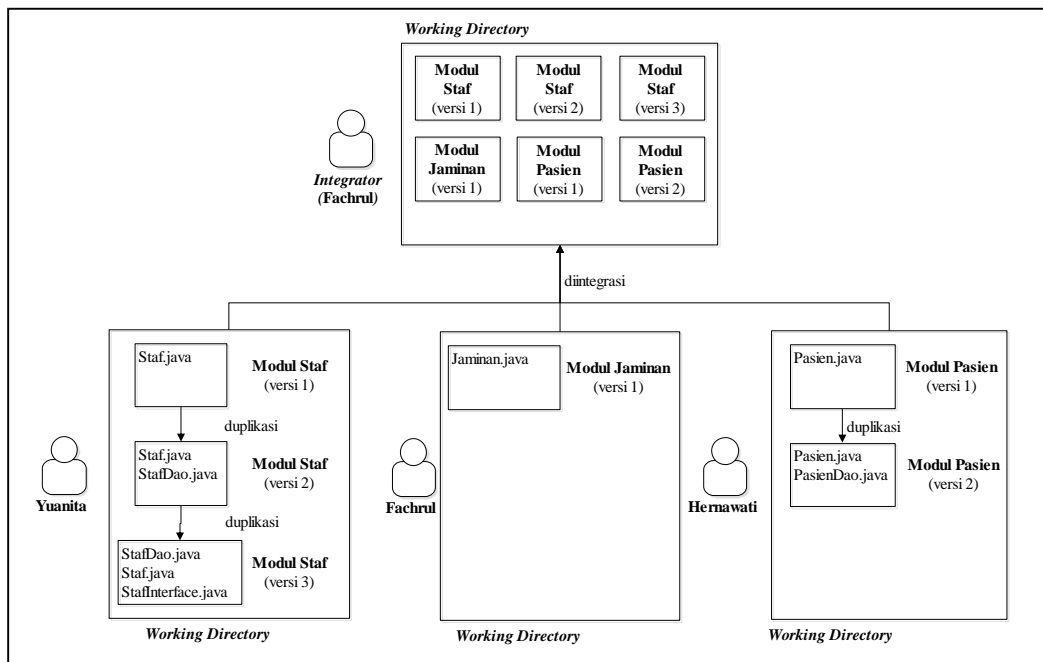 Working Directory
Modul
Staf
(versi 1)
Modul
Staf
(versi 2)
Modul
Staf
(versi 3)
Modul
Jaminan
(versi 1)
Modul
Pasien
(versi 1)
Modul
Pasien
(versi 2)
Integrator
(Fachrul)
diintegrasi
Staf.java
Modul Staf
(versi 1)
duplikasi
Staf.java
StafDao.java
Modul Staf
(versi 2)
duplikasi
StafDao.java
Staf.java
StafInterface.java
Modul Staf
(versi 3)
Yuanita
Working Directory
Jaminan.java
Modul Jaminan
(versi 1)
Fachrul
Working Directory
Pasien.java
Modul Pasien
(versi 1)
duplikasi
Pasien.java
PasienDao.java
Modul Pasien
(versi 2)
Hernawati
Working Directory